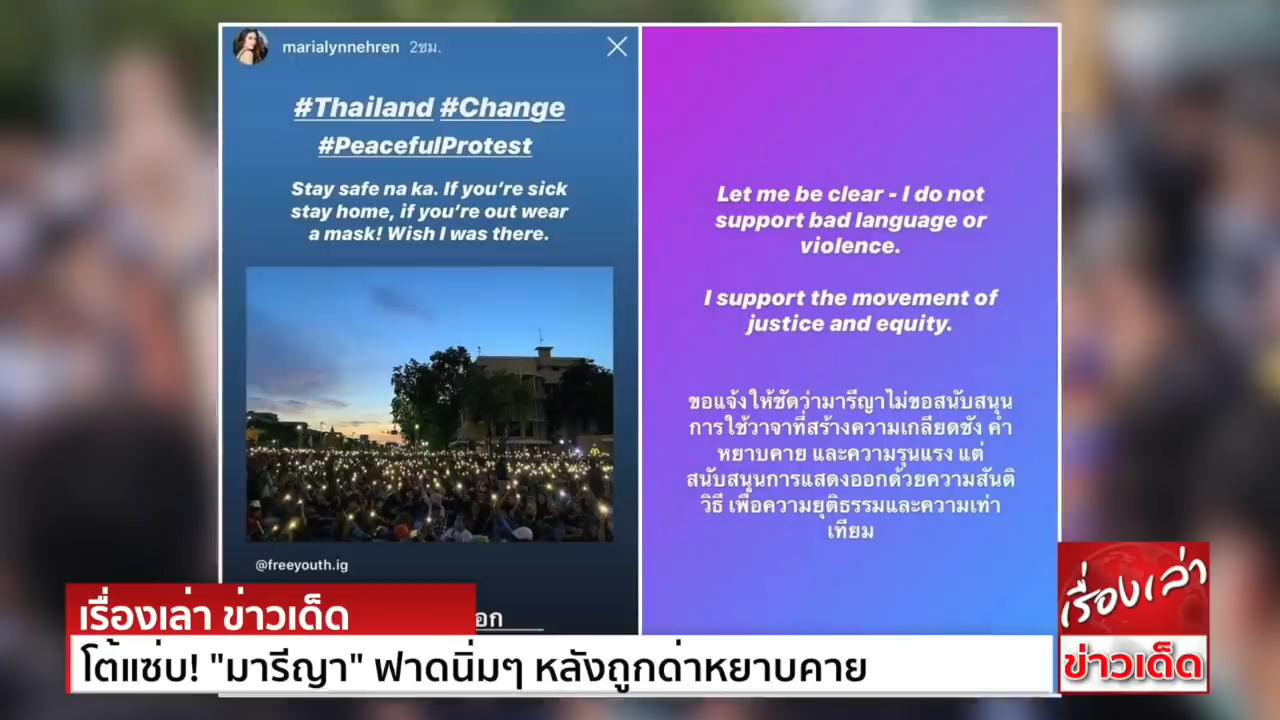 marialynnehren 2ชม.
#Thailand #Change
#PeacefulProtest
Stay safe na ka. If you're sick
stay home, if you're out wear
a mask! Wish I was there.
@freeyouth.ig
อก
Let me be clear - I do not
support bad language or
violence.
I support the movement of
justice and equity.
ขอแจ้งให้ชัดว่ามารีญาไม่ขอสนับสนุน
การใช้วาจาที่สร้างความเกลียดชัง คำ
หยาบคาย และความรุนแรง แต่
สนับสนุนการแสดงออกด้วยความสันติ
วิธี เพื่อความยุติธรรมและความเท่า
เทียม
เรื่องเล่า ข่าวเด็ด
โต้แซ่บ! "มารีญา" ฟาดนิ่มๆ หลังถูกด่าหยาบคาย
เรื่องเล่า
ข่าวเด็ด